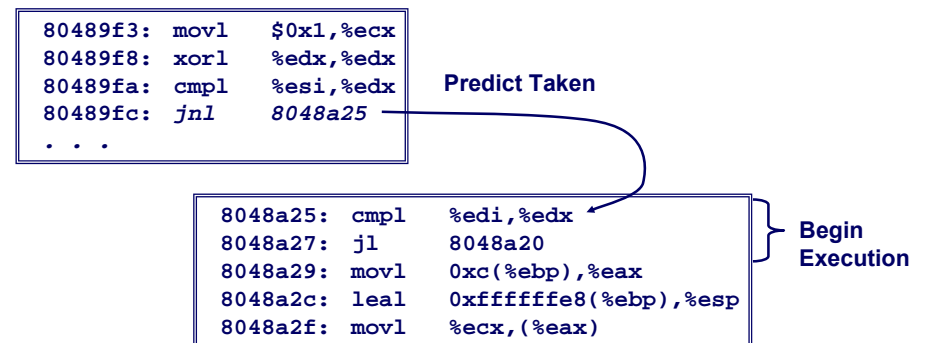 80489f3: movl $0x1,%ecx
80489f8: xorl %edx,%edx
80489fa: cmpl %esi,%edx
80489fc: jnl 8048a25
. . .
Predict Taken
8048a25: cmpl %edi,%edx
8048a27: jl 8048a20
8048a29: movl 0xc(%ebp),%eax
8048a2c: leal 0xffffffe8(%ebp),%esp
8048a2f: movl %ecx,(%eax)
Begin
Execution